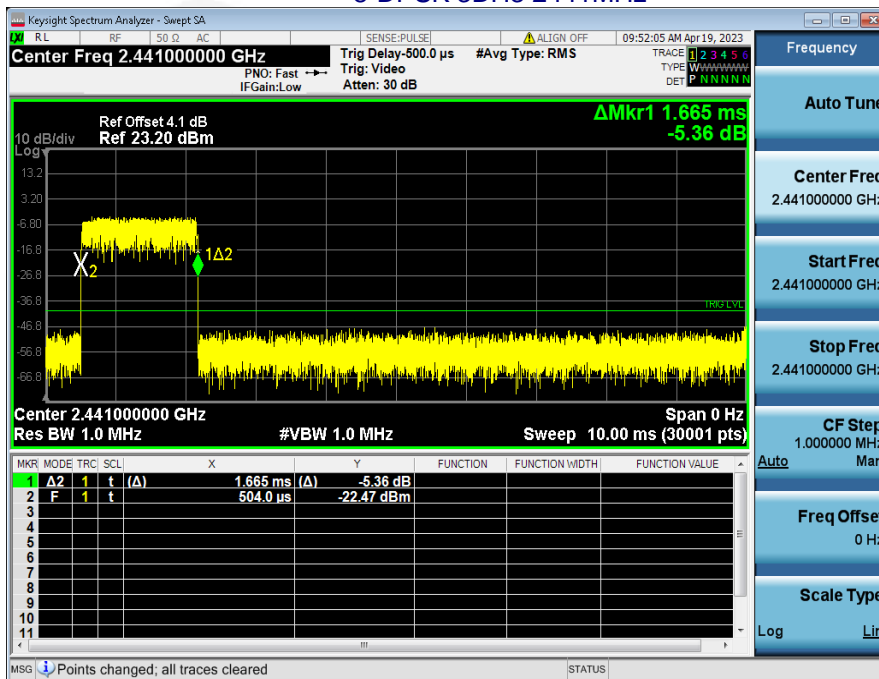 Keysight Spectrum Analyzer - Swept SA
LXI RL RF 50 Ω AC SENSE:PULSE ALIGN OFF 09:52:05 AM Apr 19, 2023
Center Freq 2.441000000 GHz Trig Delay-500.0 µs #Avg Type: RMS TRACE 1 2 3 4 5 6
PNO: Fast Trig: Video TYPE WWWWWW
IFGain:Low Atten: 30 dB DET P N N N N N
Ref Offset 4.1 dB ΔMkr1 1.665 ms
10 dB/div Ref 23.20 dBm -5.36 dB
Log
13.2
3.20
-6.80
-16.8
1Δ2
2
-26.8
-36.8
TRIG LVL
-46.8
-56.8
-66.8
Center 2.441000000 GHz Span 0 Hz
Res BW 1.0 MHz #VBW 1.0 MHz Sweep 10.00 ms (30001 pts)
MKR MODE TRC SCL X Y FUNCTION FUNCTION WIDTH FUNCTION VALUE
1 Δ2 1 t (Δ) 1.665 ms (Δ) -5.36 dB
2 F 1 t 504.0 µs -22.47 dBm
3
4
5
6
7
8
9
10
11
MSG Points changed; all traces cleared STATUS
Frequency
Auto Tune
Center Freq
2.441000000 GHz
Start Freq
2.441000000 GHz
Stop Freq
2.441000000 GHz
CF Step
1.000000 MHz
Auto Man
Freq Offset
0 Hz
Scale Type
Log Lin